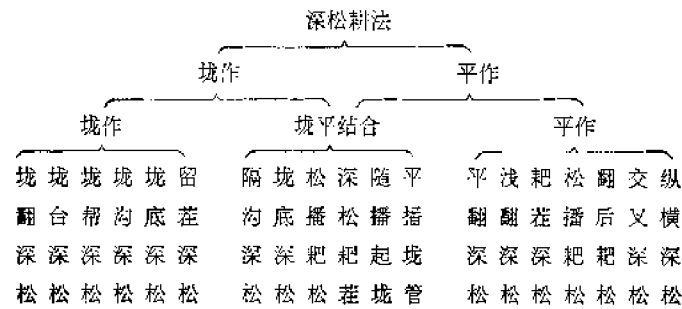 深松耕法
垅作 平作
垅作 垅平结合 平作
垅 垅 垅 垅 垅 留 隔 垅 松 深 随 平 平 浅 耙 松 翻 交 纵
翻 台 帮 沟 底 茬 沟 底 播 松 播 播 翻 翻 茬 播 后 叉 横
深 深 深 深 深 深 深 深 耙 耙 起 垅 深 深 深 耙 耙 深 深
松 松 松 松 松 松 松 松 松 茬 垅 管 松 松 松 松 松 松 松